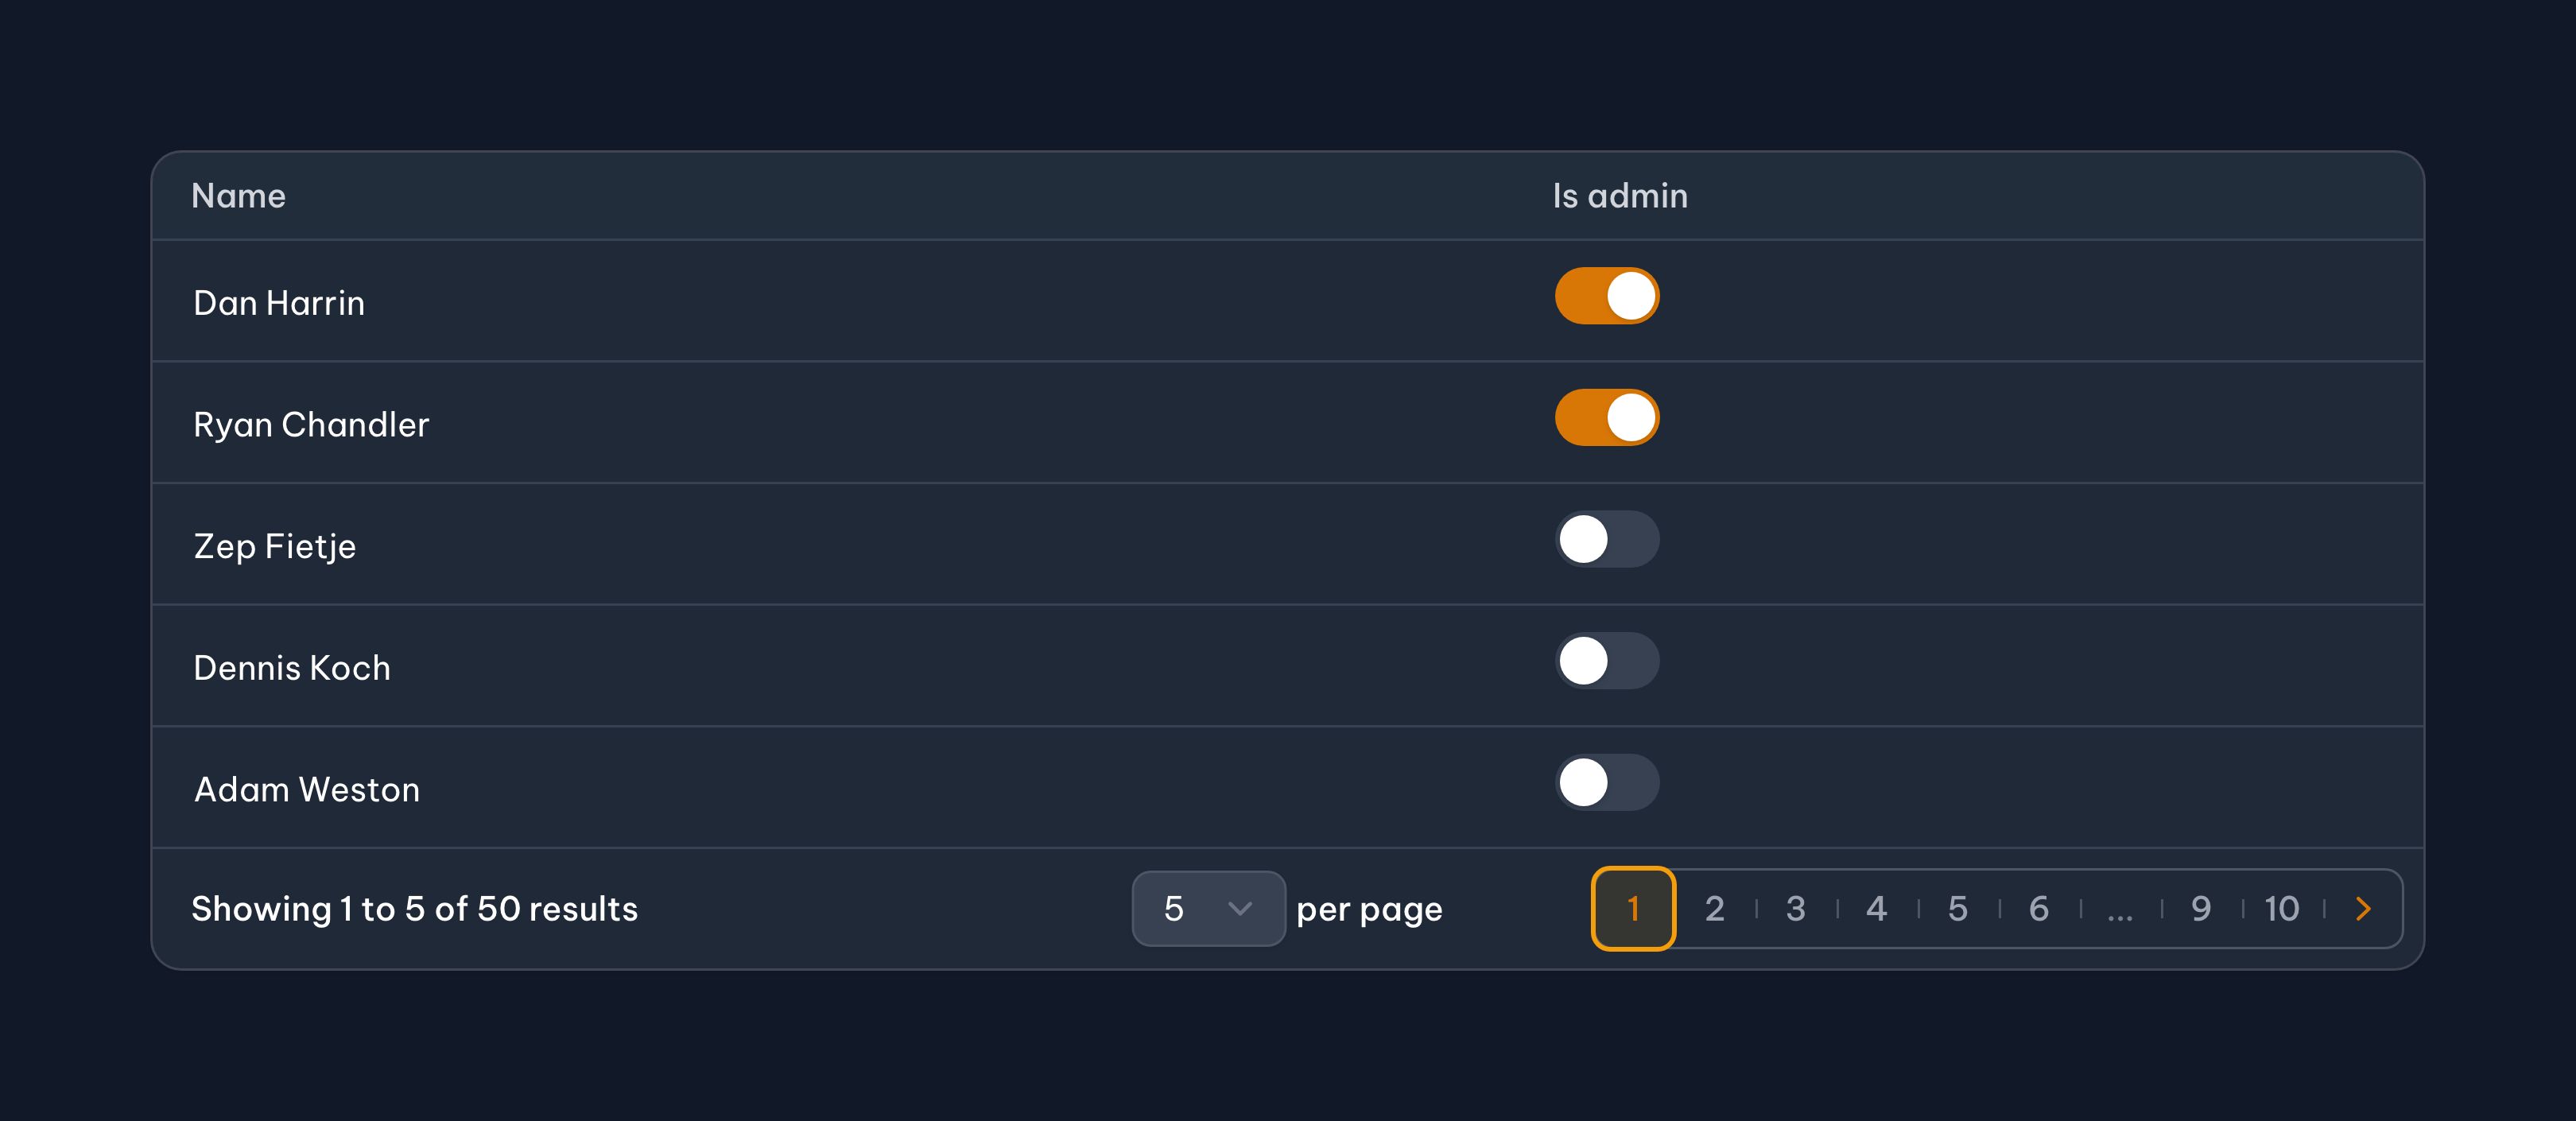 Name Is admin
Dan Harrin
Ryan Chandler
Zep Fietje
Dennis Koch
Adam Weston
Showing 1 to 5 of 50 results 5 per page 1 2 3 4 5 6 ... 9 10